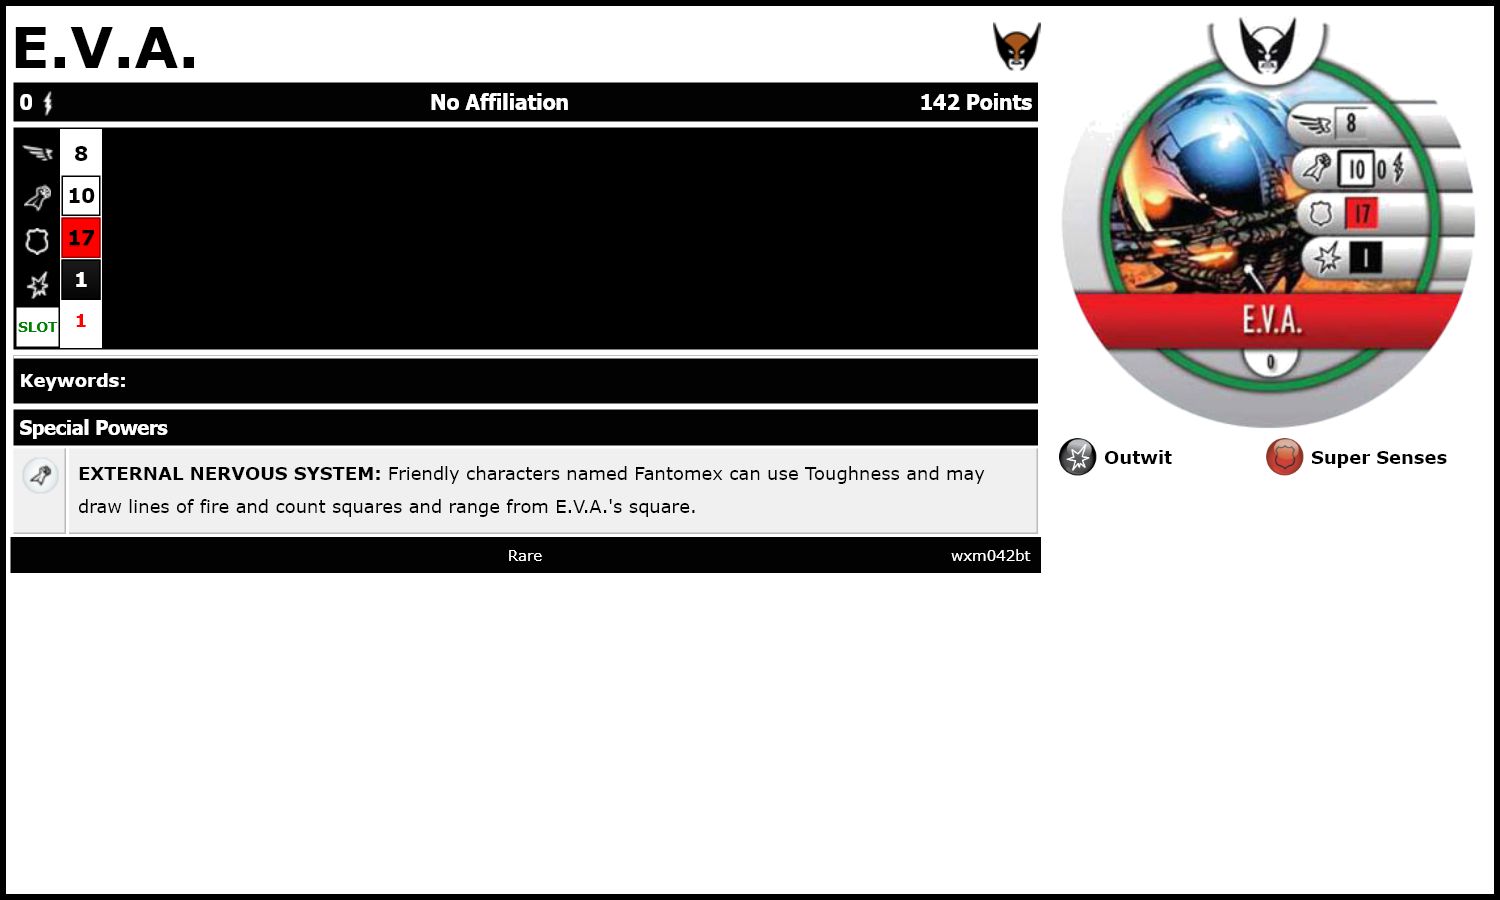 E.V.A.
0 No Affiliation 142 Points
8
10
17
1
SLOT 1
Keywords:
Special Powers
EXTERNAL NERVOUS SYSTEM: Friendly characters named Fantomex can use Toughness and may
draw lines of fire and count squares and range from E.V.A.'s square.
Rare wxm042bt
8
10 0
17
1
E.V.A.
0
Outwit Super Senses